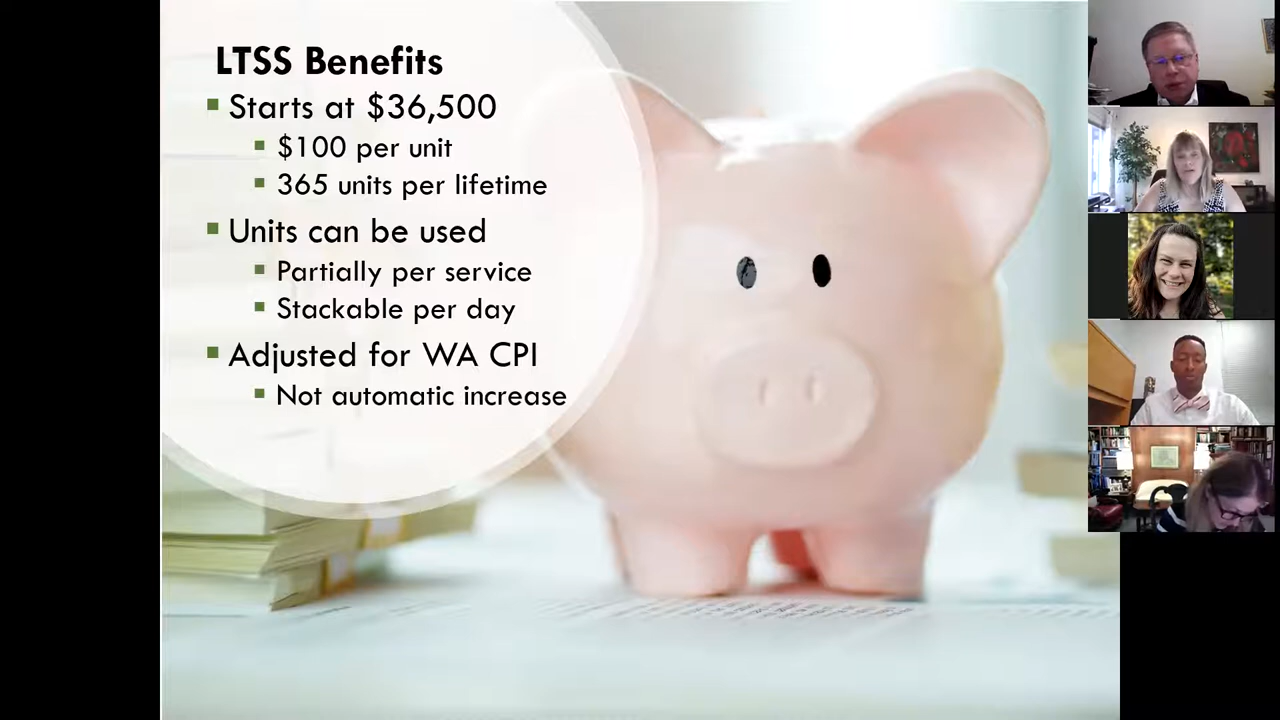 LTSS Benefits
Starts at $36,500
$100 per unit
365 units per lifetime
Units can be used
Partially per service
Stackable per day
Adjusted for WA CPI
Not automatic increase